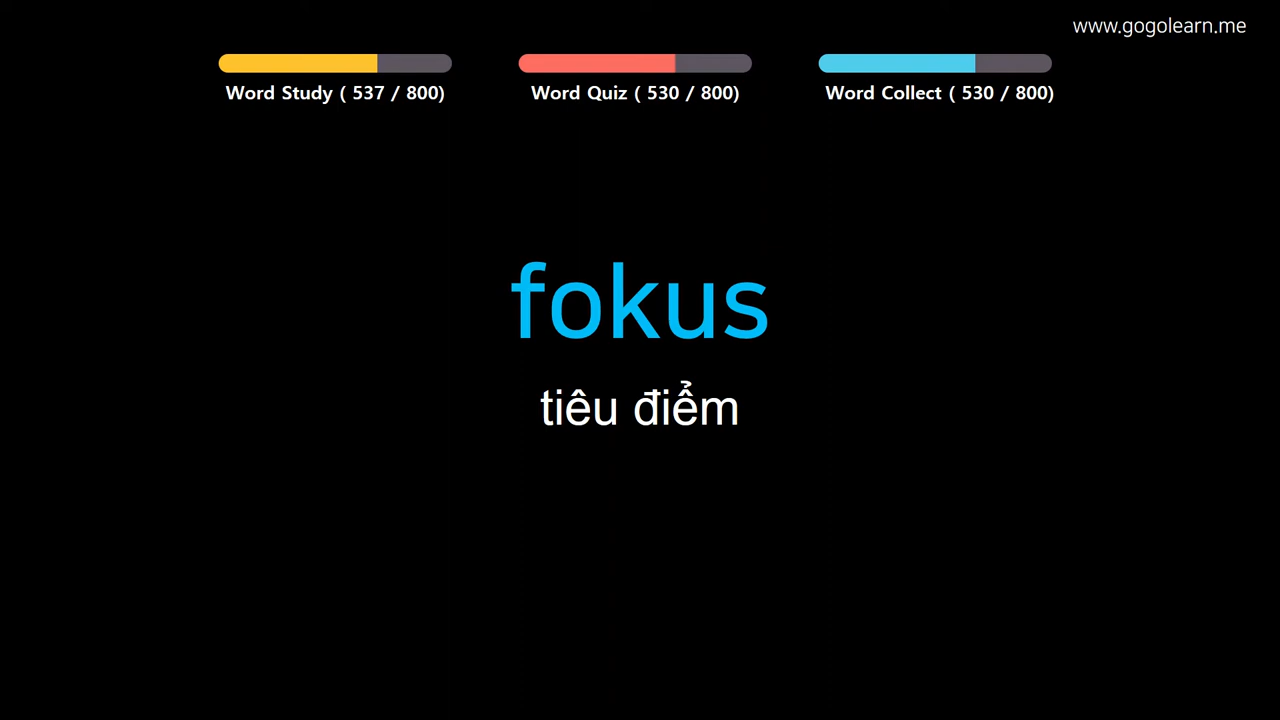 www.gogolearn.me
Word Study ( 537 / 800)
Word Quiz ( 530 / 800)
Word Collect ( 530 / 800)
fokus
tiêu điểm